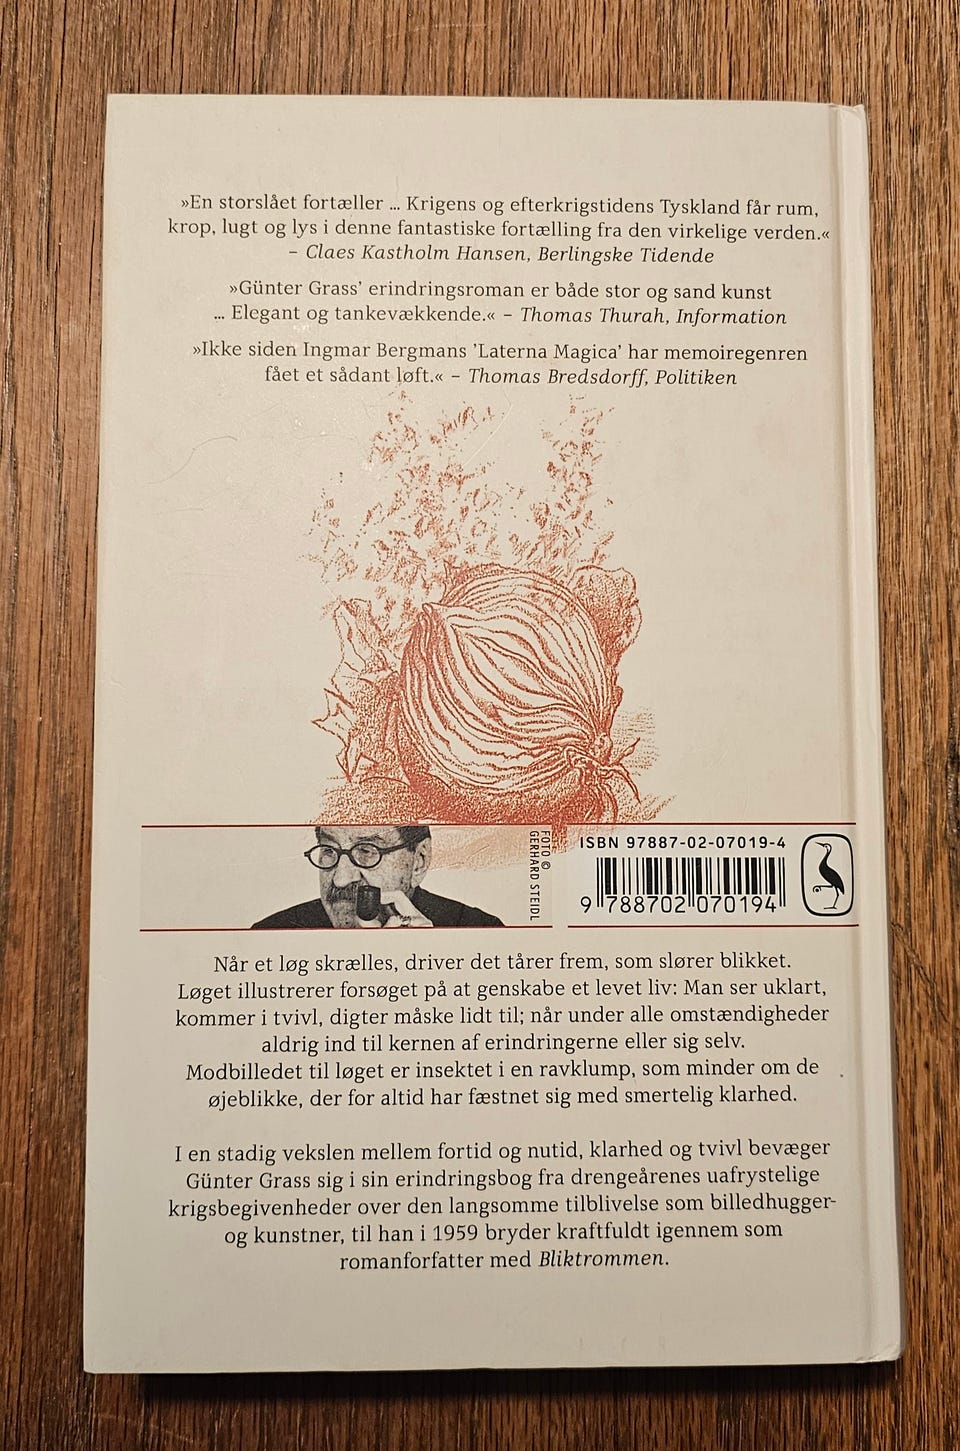 »En storslået fortæller ... Krigens og efterkrigstidens Tyskland får rum,
krop, lugt og lys i denne fantastiske fortælling fra den virkelige verden.«
– Claes Kastholm Hansen, Berlingske Tidende
»Günter Grass’ erindringsroman er både stor og sand kunst
... Elegant og tankevækkende.« – Thomas Thurah, Information
»Ikke siden Ingmar Bergmans ’Laterna Magica’ har memoiregenren
fået et sådant løft.« – Thomas Bredsdorff, Politiken
FOTO ©
GERHARD STEIDL
ISBN 97887-02-07019-4
9 788702 070194
Når et løg skrælles, driver det tårer frem, som slører blikket.
Løget illustrerer forsøget på at genskabe et levet liv: Man ser uklart,
kommer i tvivl, digter måske lidt til; når under alle omstændigheder
aldrig ind til kernen af erindringerne eller sig selv.
Modbilledet til løget er insektet i en ravklump, som minder om de
øjeblikke, der for altid har fæstnet sig med smertelig klarhed.
I en stadig vekslen mellem fortid og nutid, klarhed og tvivl bevæger
Günter Grass sig i sin erindringsbog fra drengeårenes uafrystelige
krigsbegivenheder over den langsomme tilblivelse som billedhugger-
og kunstner, til han i 1959 bryder kraftfuldt igennem som
romanforfatter med Bliktrommen.